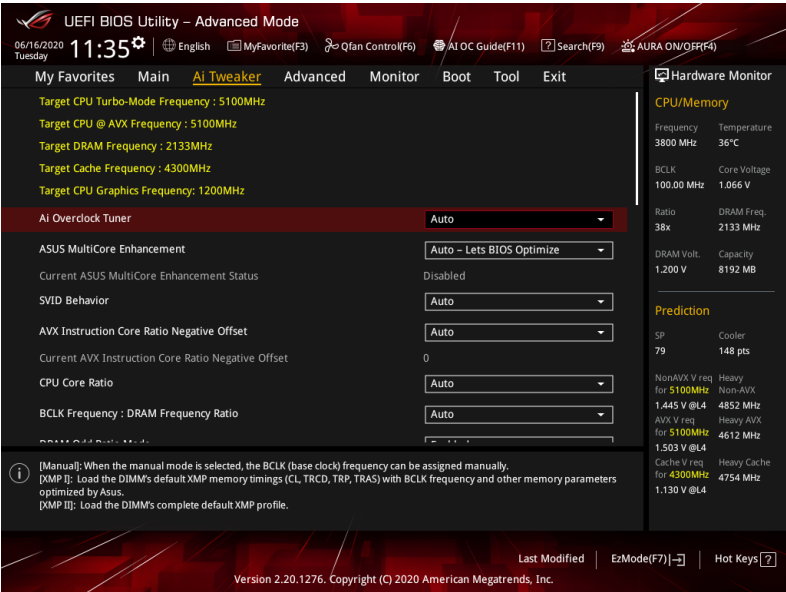 UEFI BIOS Utility – Advanced Mode
06/16/2020 Tuesday 11:35 English MyFavorite(F3) Qfan Control(F6) AI OC Guide(F11) ? Search(F9) AURA ON/OFF(F4)
My Favorites Main Ai Tweaker Advanced Monitor Boot Tool Exit
Target CPU Turbo-Mode Frequency : 5100MHz
Target CPU @ AVX Frequency : 5100MHz
Target DRAM Frequency : 2133MHz
Target Cache Frequency : 4300MHz
Target CPU Graphics Frequency: 1200MHz
Ai Overclock Tuner Auto
ASUS MultiCore Enhancement Auto – Lets BIOS Optimize
Current ASUS MultiCore Enhancement Status Disabled
SVID Behavior Auto
AVX Instruction Core Ratio Negative Offset Auto
Current AVX Instruction Core Ratio Negative Offset 0
CPU Core Ratio Auto
BCLK Frequency : DRAM Frequency Ratio Auto
[Manual]: When the manual mode is selected, the BCLK (base clock) frequency can be assigned manually.
[XMP I]: Load the DIMM's default XMP memory timings (CL, TRCD, TRP, TRAS) with BCLK frequency and other memory parameters
optimized by Asus.
[XMP II]: Load the DIMM's complete default XMP profile.
Hardware Monitor
CPU/Memory
Frequency Temperature
3800 MHz 36°C
BCLK Core Voltage
100.00 MHz 1.066 V
Ratio DRAM Freq.
38x 2133 MHz
DRAM Volt. Capacity
1.200 V 8192 MB
Prediction
SP Cooler
79 148 pts
NonAVX V req Heavy
for 5100MHz Non-AVX
1.445 V @L4 4852 MHz
AVX V req Heavy AVX
for 5100MHz 4612 MHz
1.503 V @L4
Cache V req Heavy Cache
for 4300MHz 4754 MHz
1.130 V @L4
Last Modified EzMode(F7) Hot Keys ?
Version 2.20.1276. Copyright (C) 2020 American Megatrends, Inc.